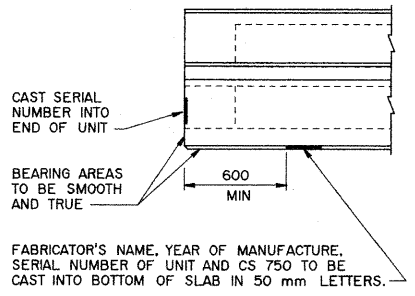 CAST SERIAL
NUMBER INTO
END OF UNIT
BEARING AREAS
TO BE SMOOTH
AND TRUE
600
MIN
FABRICATOR'S NAME, YEAR OF MANUFACTURE,
SERIAL NUMBER OF UNIT AND CS 750 TO BE
CAST INTO BOTTOM OF SLAB IN 50 mm LETTERS.